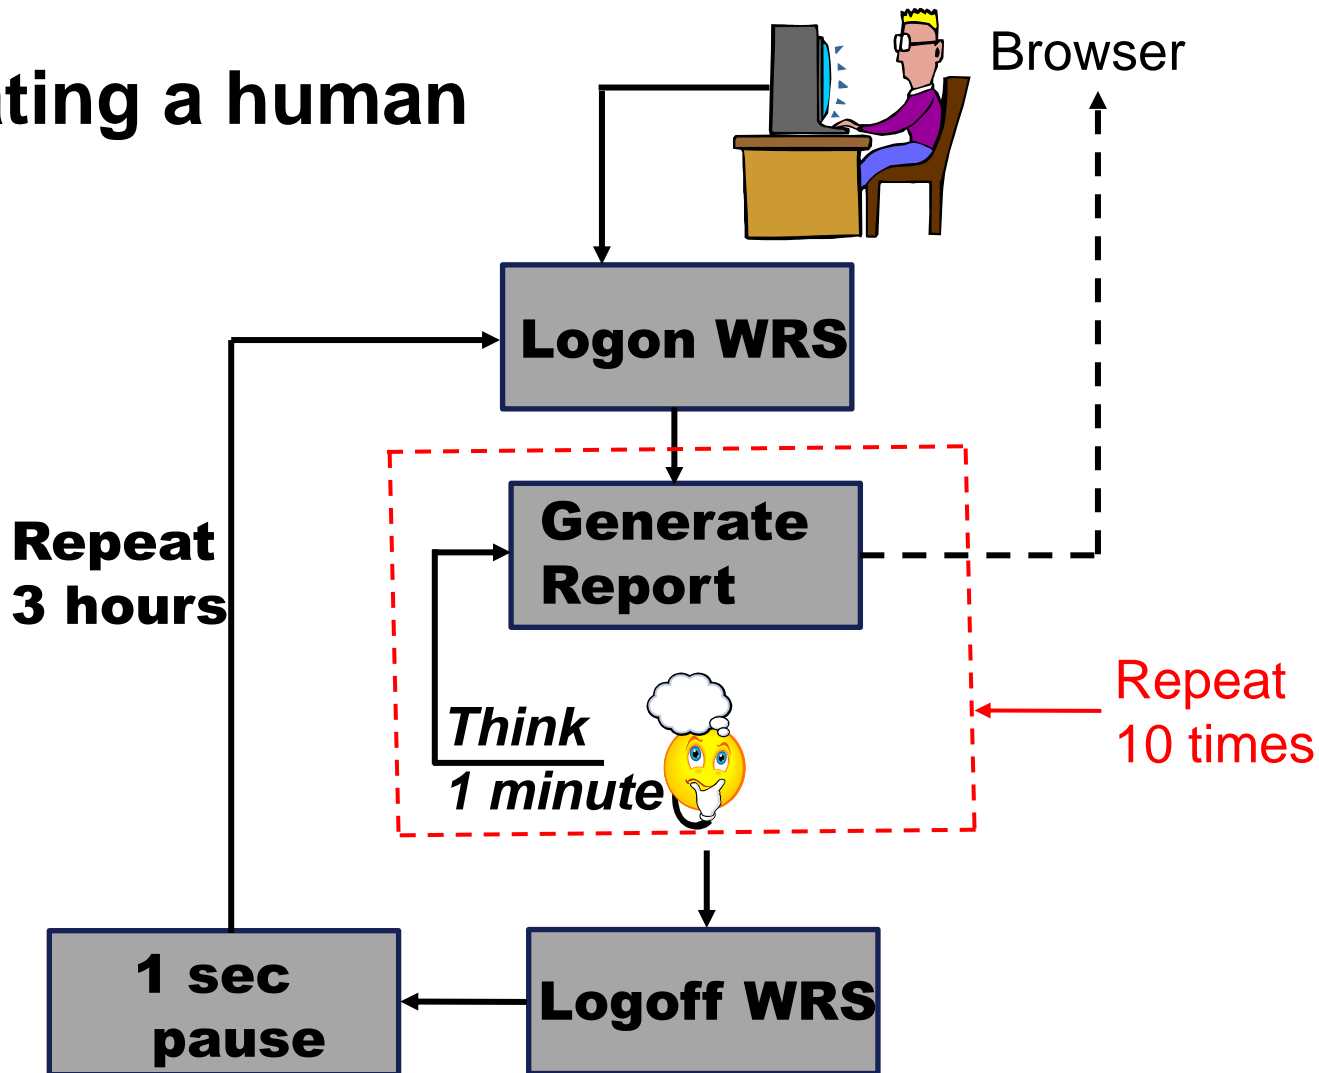 ating a human
Browser
Logon WRS
Generate
Report
Repeat
3 hours
Think
1 minute
Repeat
10 times
1 sec
pause
Logoff WRS